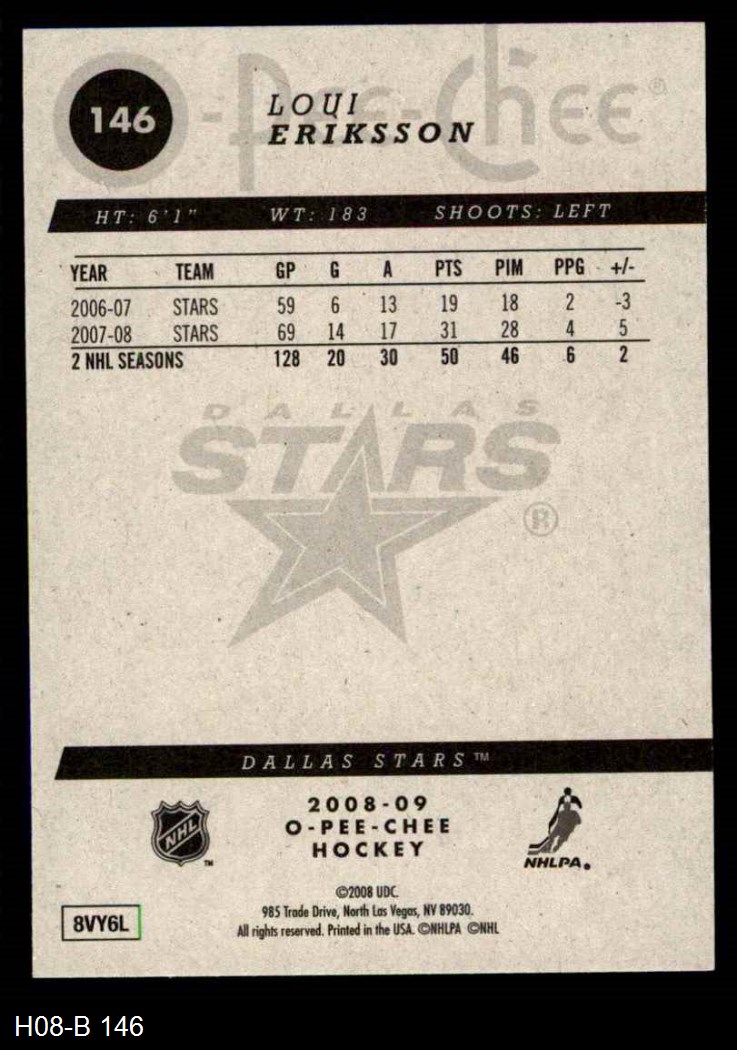 O-Pee-Chee®
146
LOUI
ERIKSSON
HT: 6'1" WT: 183 SHOOTS: LEFT
YEAR TEAM GP G A PTS PIM PPG +/-
2006-07 STARS 59 6 13 19 18 2 -3
2007-08 STARS 69 14 17 31 28 4 5
2 NHL SEASONS 128 20 30 50 46 6 2
DALLAS
STARS
®
DALLAS STARS™
NHL ™
2008-09
O-PEE-CHEE
HOCKEY
NHLPA®
©2008 UDC.
985 Trade Drive, North Las Vegas, NV 89030.
All rights reserved. Printed in the USA. ©NHLPA ©NHL
8VY6L
H08-B 146